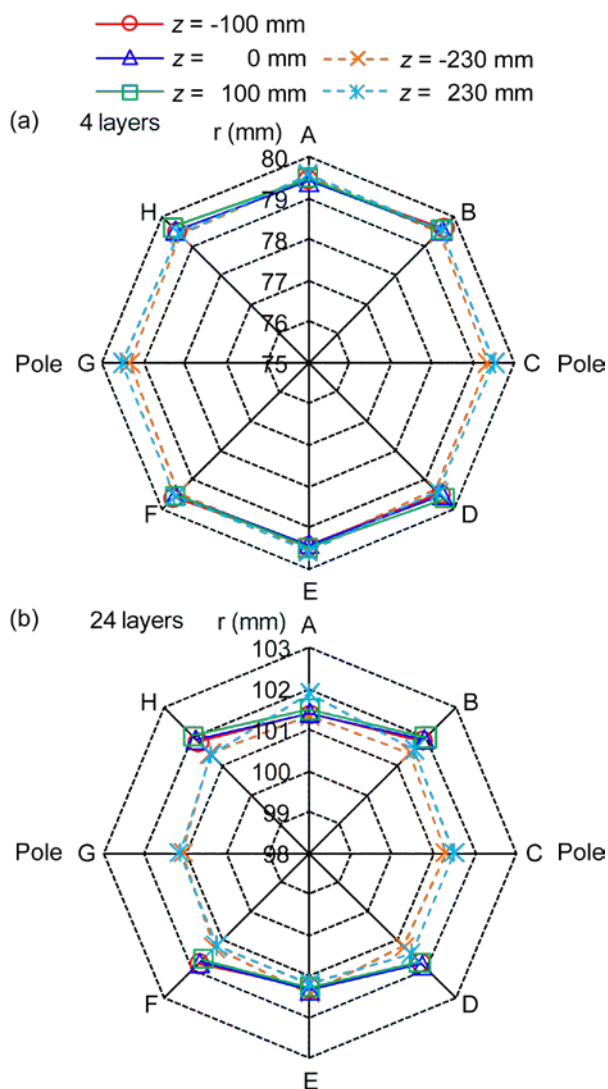 z = -100 mm
z = 0 mm
z = -230 mm
z = 100 mm
z = 230 mm
(a) 4 layers r (mm) A
80
H 79 B
78
77
76
Pole G 75 C Pole
F D
E
(b) 24 layers r (mm) A
103
H 102 B
101
100
99
Pole G 98 C Pole
F D
E